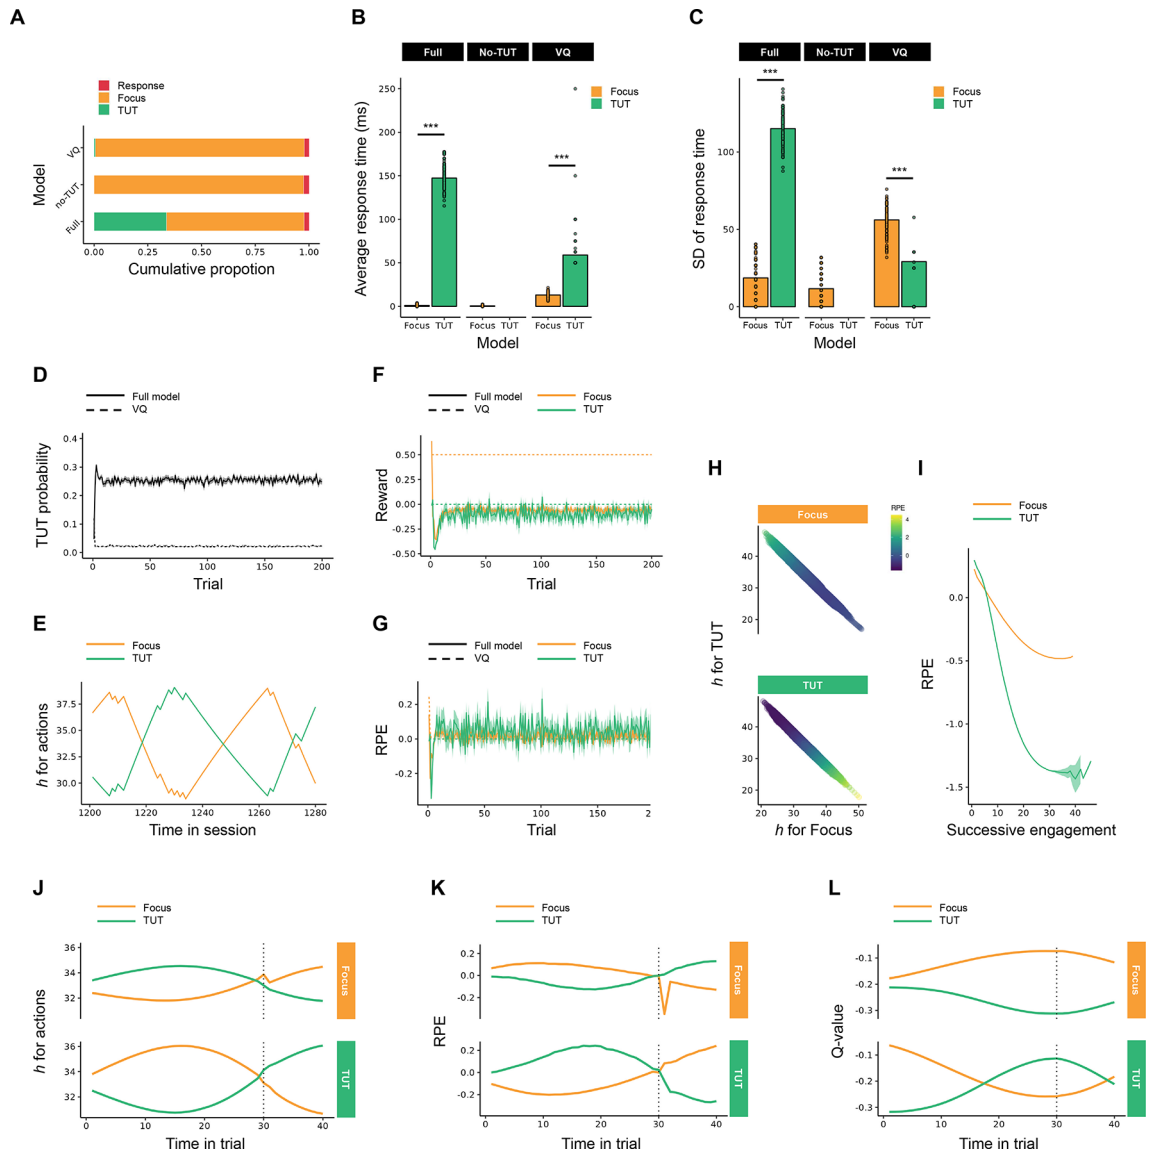 A
Response
Focus
TUT
Model
VQ
no-TUT
Full
0.00 0.25 0.50 0.75 1.00
Cumulative propotion
B
Full No-TUT VQ
Focus
TUT
Average response time (ms)
250
200
150
100
50
0
***
***
Focus TUT Focus TUT Focus TUT
Model
C
Full No-TUT VQ
Focus
TUT
SD of response time
100
50
0
***
***
Focus TUT Focus TUT Focus TUT
Model
D
Full model
VQ
TUT probability
0.4
0.3
0.2
0.1
0.0
0 50 100 150 200
Trial
E
Focus
TUT
h for actions
37.5
35.0
32.5
30.0
1200 1220 1240 1260 1280
Time in session
F
Full model Focus
VQ TUT
Reward
0.50
0.25
0.00
-0.25
-0.50
0 50 100 150 200
Trial
G
Full model Focus
VQ TUT
RPE
0.2
0.0
-0.2
0 50 100 150 2
Trial
H
Focus
RPE
4
2
0
h for TUT
40
30
20
TUT
40
30
20
20 30 40 50
h for Focus
I
Focus
TUT
RPE
0.0
-0.5
-1.0
-1.5
0 10 20 30 40
Successive engagement
J
Focus
TUT
h for actions
36
34
32
Focus
36
34
32
TUT
0 10 20 30 40
Time in trial
K
Focus
TUT
RPE
0.2
0.0
-0.2
Focus
0.2
0.0
-0.2
TUT
0 10 20 30 40
Time in trial
L
Focus
TUT
Q-value
-0.1
-0.2
-0.3
Focus
-0.1
-0.2
-0.3
TUT
0 10 20 30 40
Time in trial